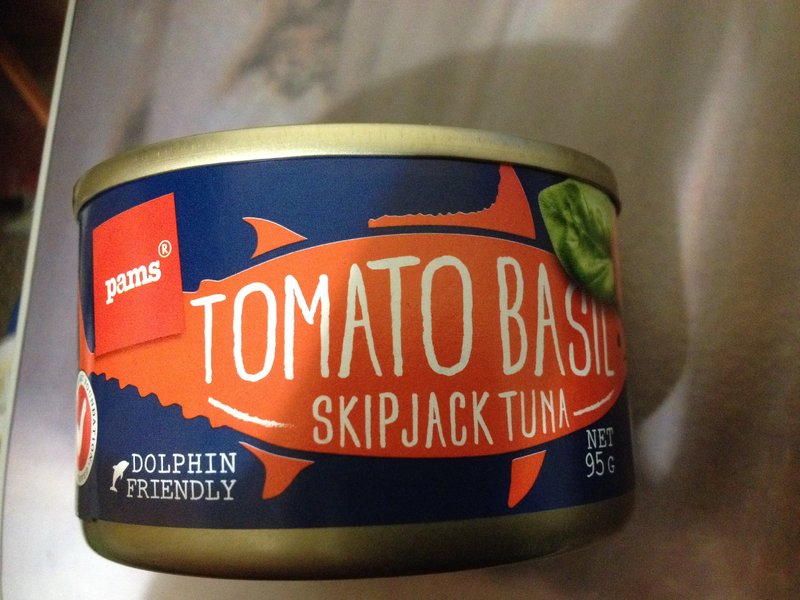 pams®
TOMATO BASIL
SKIPJACK TUNA
DOLPHIN
FRIENDLY
NET
95G